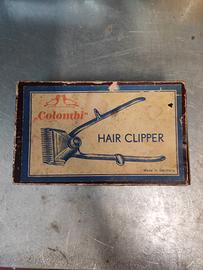 „Colombi“
HAIR CLIPPER
Made in Germany